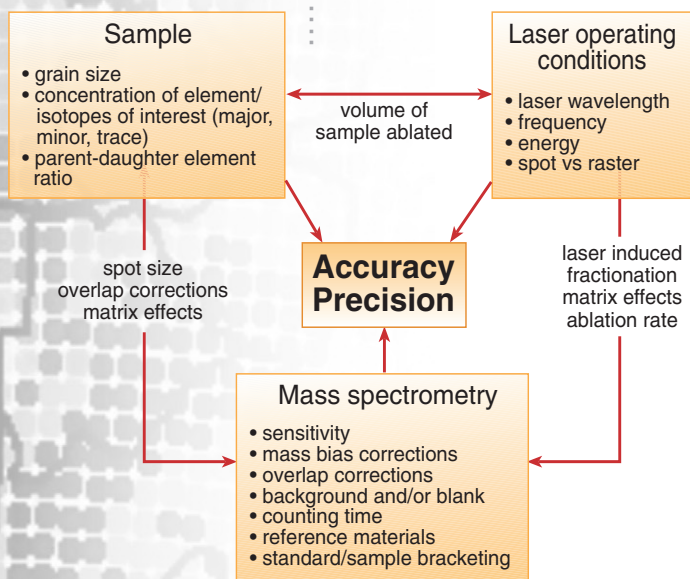 Sample
• grain size
• concentration of element/
isotopes of interest (major,
minor, trace)
• parent-daughter element
ratio
volume of
sample ablated
Laser operating
conditions
• laser wavelength
• frequency
• energy
• spot vs raster
spot size
overlap corrections
matrix effects
Accuracy
Precision
laser induced
fractionation
matrix effects
ablation rate
Mass spectrometry
• sensitivity
• mass bias corrections
• overlap corrections
• background and/or blank
• counting time
• reference materials
• standard/sample bracketing